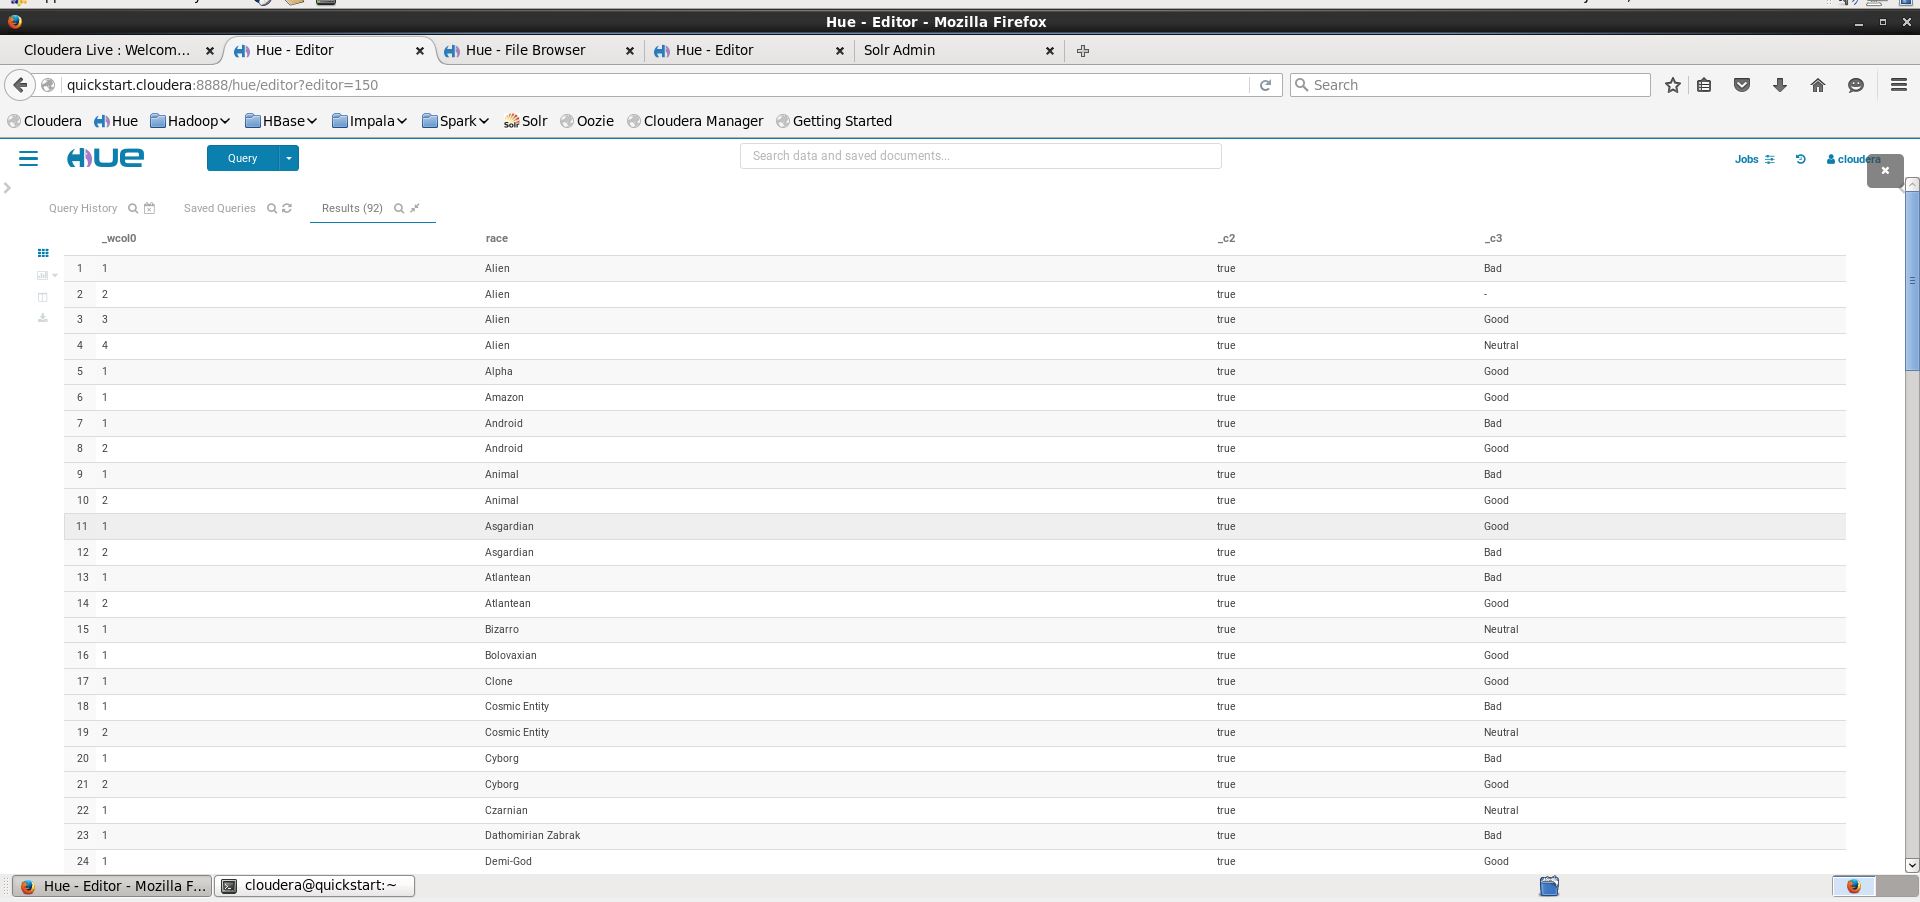 Hue - Editor - Mozilla Firefox
Cloudera Live : Welcom... Hue - Editor Hue - File Browser Hue - Editor Solr Admin
quickstart.cloudera:8888/hue/editor?editor=150 Search
Cloudera Hue Hadoop HBase Impala Spark Solr Solr Oozie Cloudera Manager Getting Started
HUE Query Search data and saved documents... Jobs cloudera
Query History Saved Queries Results (92)
_wcol0 race _c2 _c3
1 1 Alien true Bad
2 2 Alien true -
3 3 Alien true Good
4 4 Alien true Neutral
5 1 Alpha true Good
6 1 Amazon true Good
7 1 Android true Bad
8 2 Android true Good
9 1 Animal true Bad
10 2 Animal true Good
11 1 Asgardian true Good
12 2 Asgardian true Bad
13 1 Atlantean true Bad
14 2 Atlantean true Good
15 1 Bizarro true Neutral
16 1 Bolovaxian true Good
17 1 Clone true Good
18 1 Cosmic Entity true Bad
19 2 Cosmic Entity true Neutral
20 1 Cyborg true Bad
21 2 Cyborg true Good
22 1 Czarnian true Neutral
23 1 Dathomirian Zabrak true Bad
24 1 Demi-God true Good
Hue - Editor - Mozilla F... cloudera@quickstart:~